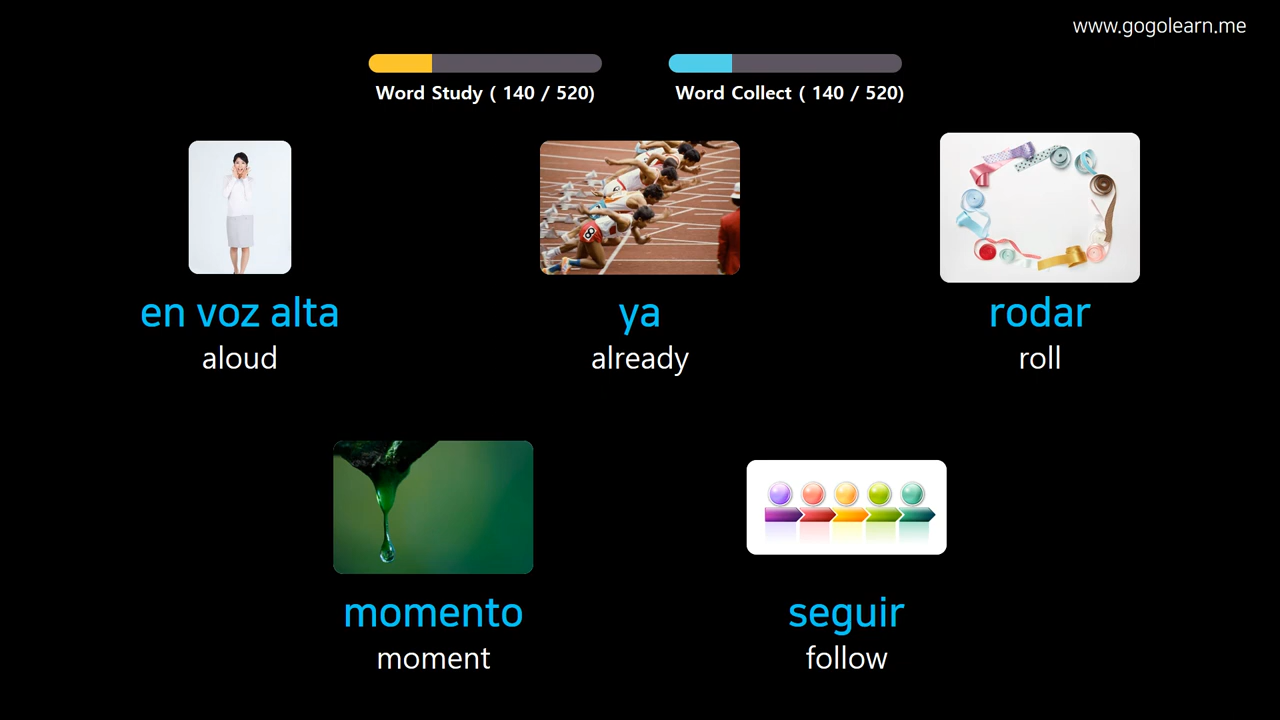 www.gogolearn.me
Word Study ( 140 / 520)
Word Collect ( 140 / 520)
en voz alta
aloud
ya
already
rodar
roll
momento
moment
seguir
follow